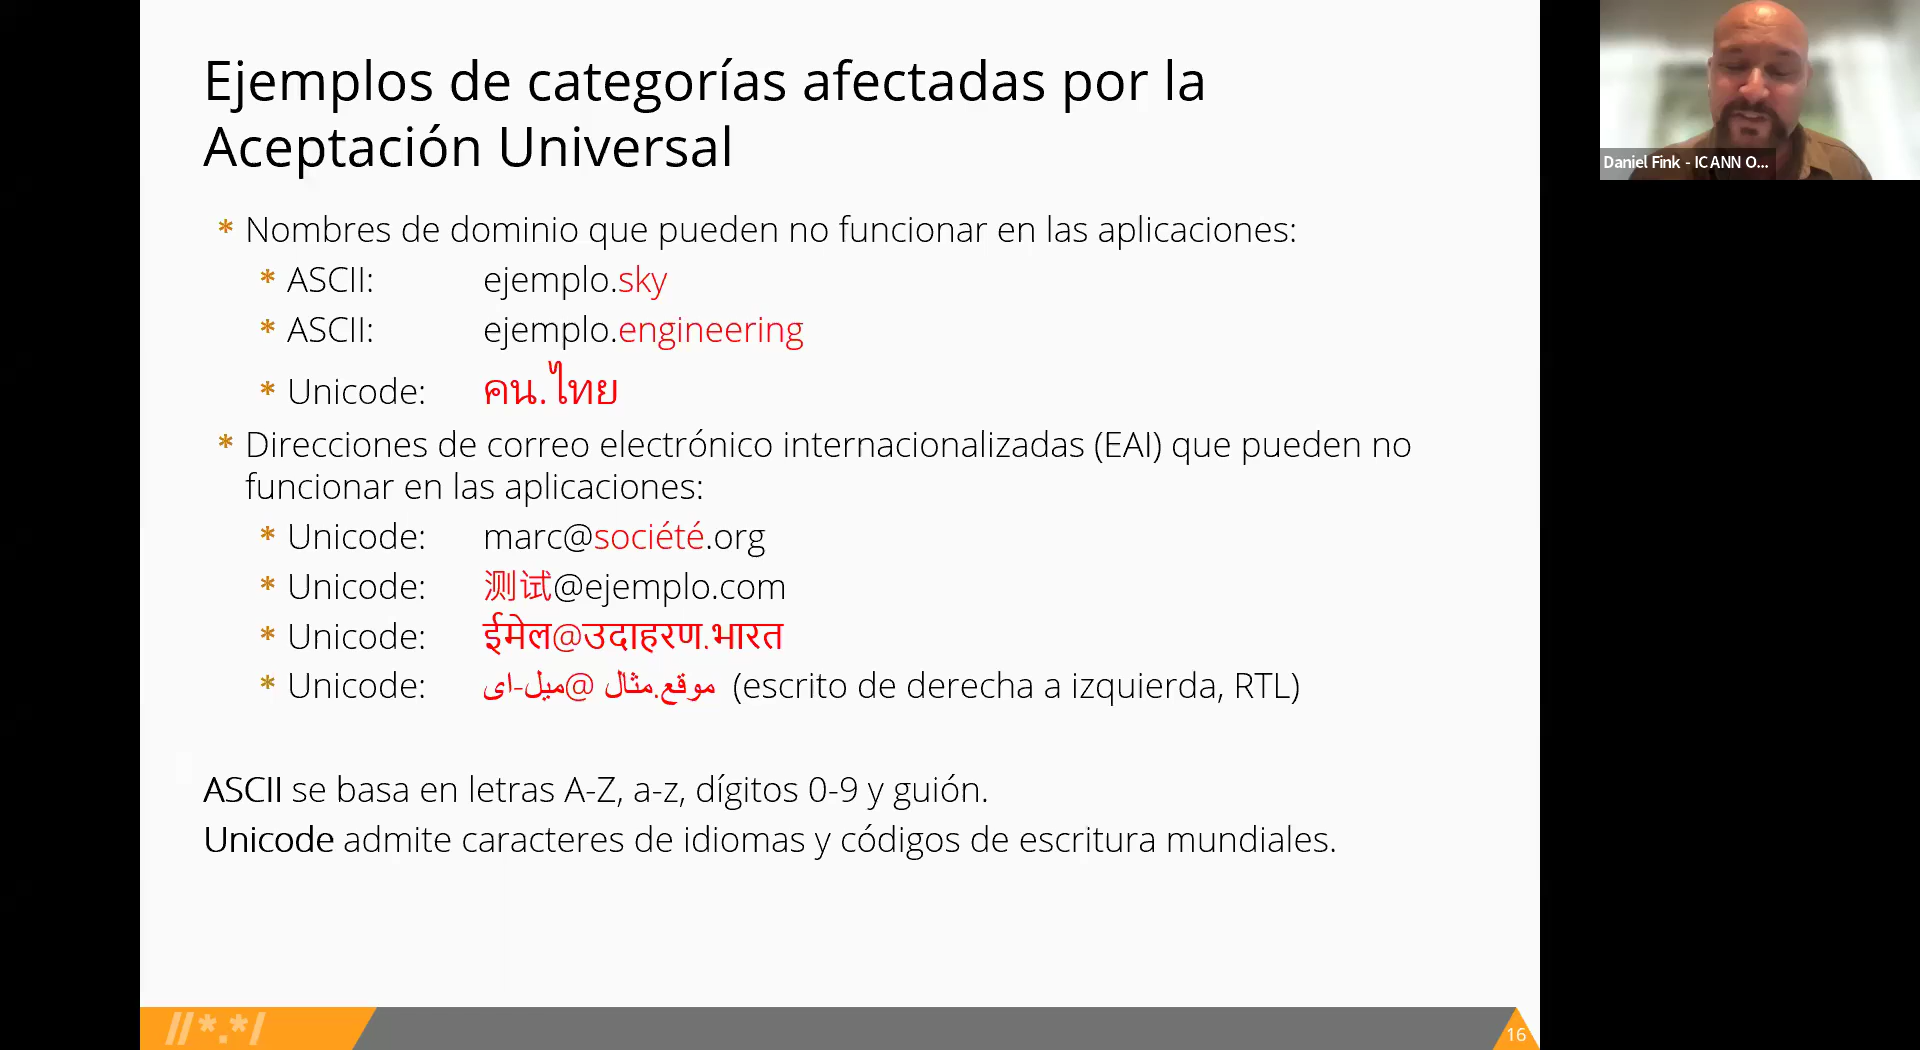 Ejemplos de categorías afectadas por la
Aceptación Universal
* Nombres de dominio que pueden no funcionar en las aplicaciones:
* ASCII: ejemplo.sky
* ASCII: ejemplo.engineering
* Unicode: คน.ไทย
* Direcciones de correo electrónico internacionalizadas (EAI) que pueden no
funcionar en las aplicaciones:
* Unicode: marc@société.org
* Unicode: 测试@ejemplo.com
* Unicode: ईमेल@उदाहरण.भारत
* Unicode: ای-میل@ مثال.موقع (escrito de derecha a izquierda, RTL)
ASCII se basa en letras A-Z, a-z, dígitos 0-9 y guión.
Unicode admite caracteres de idiomas y códigos de escritura mundiales.
//*.*/
16
Daniel Fink - ICANN O...